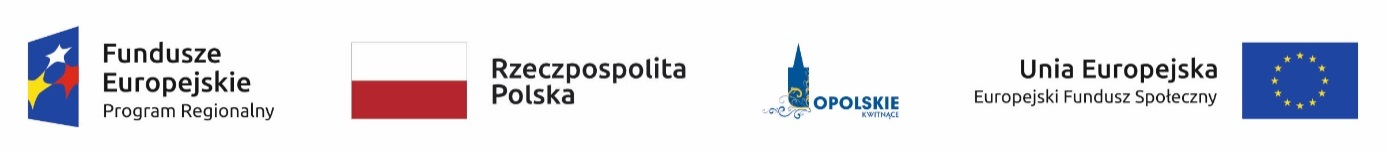 Fundusze
Europejskie
Program Regionalny
Rzeczpospolita
Polska
OPOLSKIE
KWITNĄCE
Unia Europejska
Europejski Fundusz Społeczny